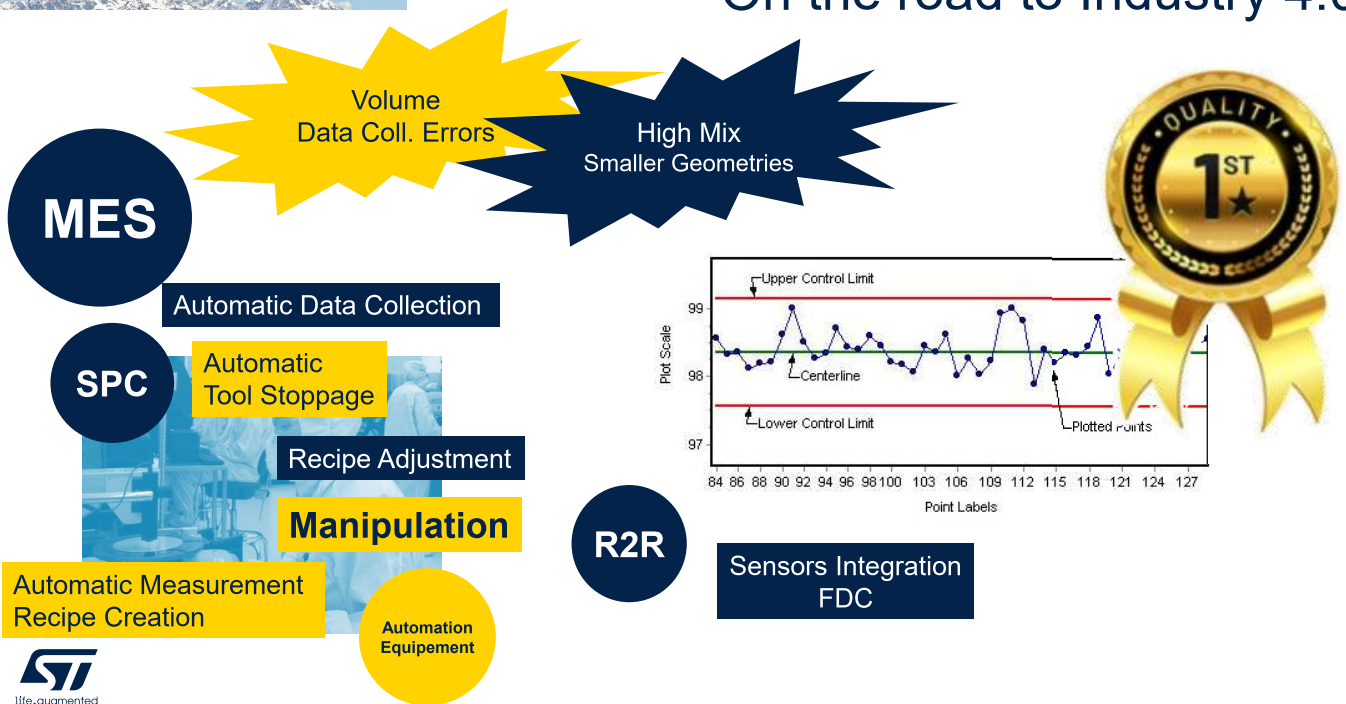 On the road to Industry 4.0
Volume
Data Coll. Errors
High Mix
Smaller Geometries
QUALITY
1ST
MES
Automatic Data Collection
SPC
Automatic
Tool Stoppage
Recipe Adjustment
Manipulation
Automatic Measurement
Recipe Creation
Automation
Equipement
R2R
Sensors Integration
FDC
Upper Control Limit
99
Plot Scale
98
Centerline
Lower Control Limit
Plotted Points
97
84 86 88 90 92 94 96 98 100 103 106 109 112 115 118 121 124 127
Point Labels
ST
life.augmented